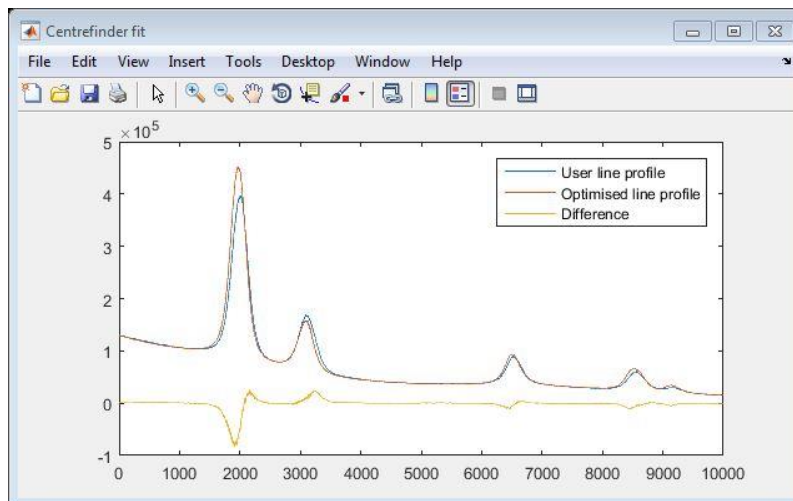 Centrefinder fit
File Edit View Insert Tools Desktop Window Help
×10^5
5
4
3
2
1
0
-1
User line profile
Optimised line profile
Difference
0 1000 2000 3000 4000 5000 6000 7000 8000 9000 10000